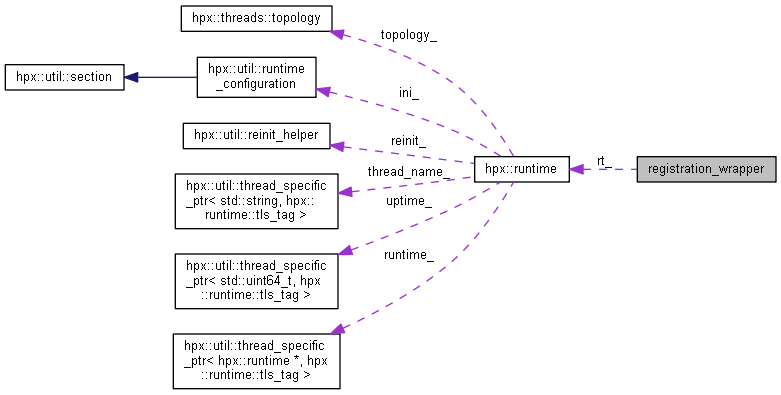 hpx::threads::topology
topology_
hpx::util::section
hpx::util::runtime
_configuration
ini_
hpx::util::reinit_helper
reinit_
hpx::runtime
rt_
registration_wrapper
thread_name_
hpx::util::thread_specific
_ptr< std::string, hpx::
runtime::tls_tag >
uptime_
hpx::util::thread_specific
_ptr< std::uint64_t, hpx
::runtime::tls_tag >
runtime_
hpx::util::thread_specific
_ptr< hpx::runtime *, hpx
::runtime::tls_tag >